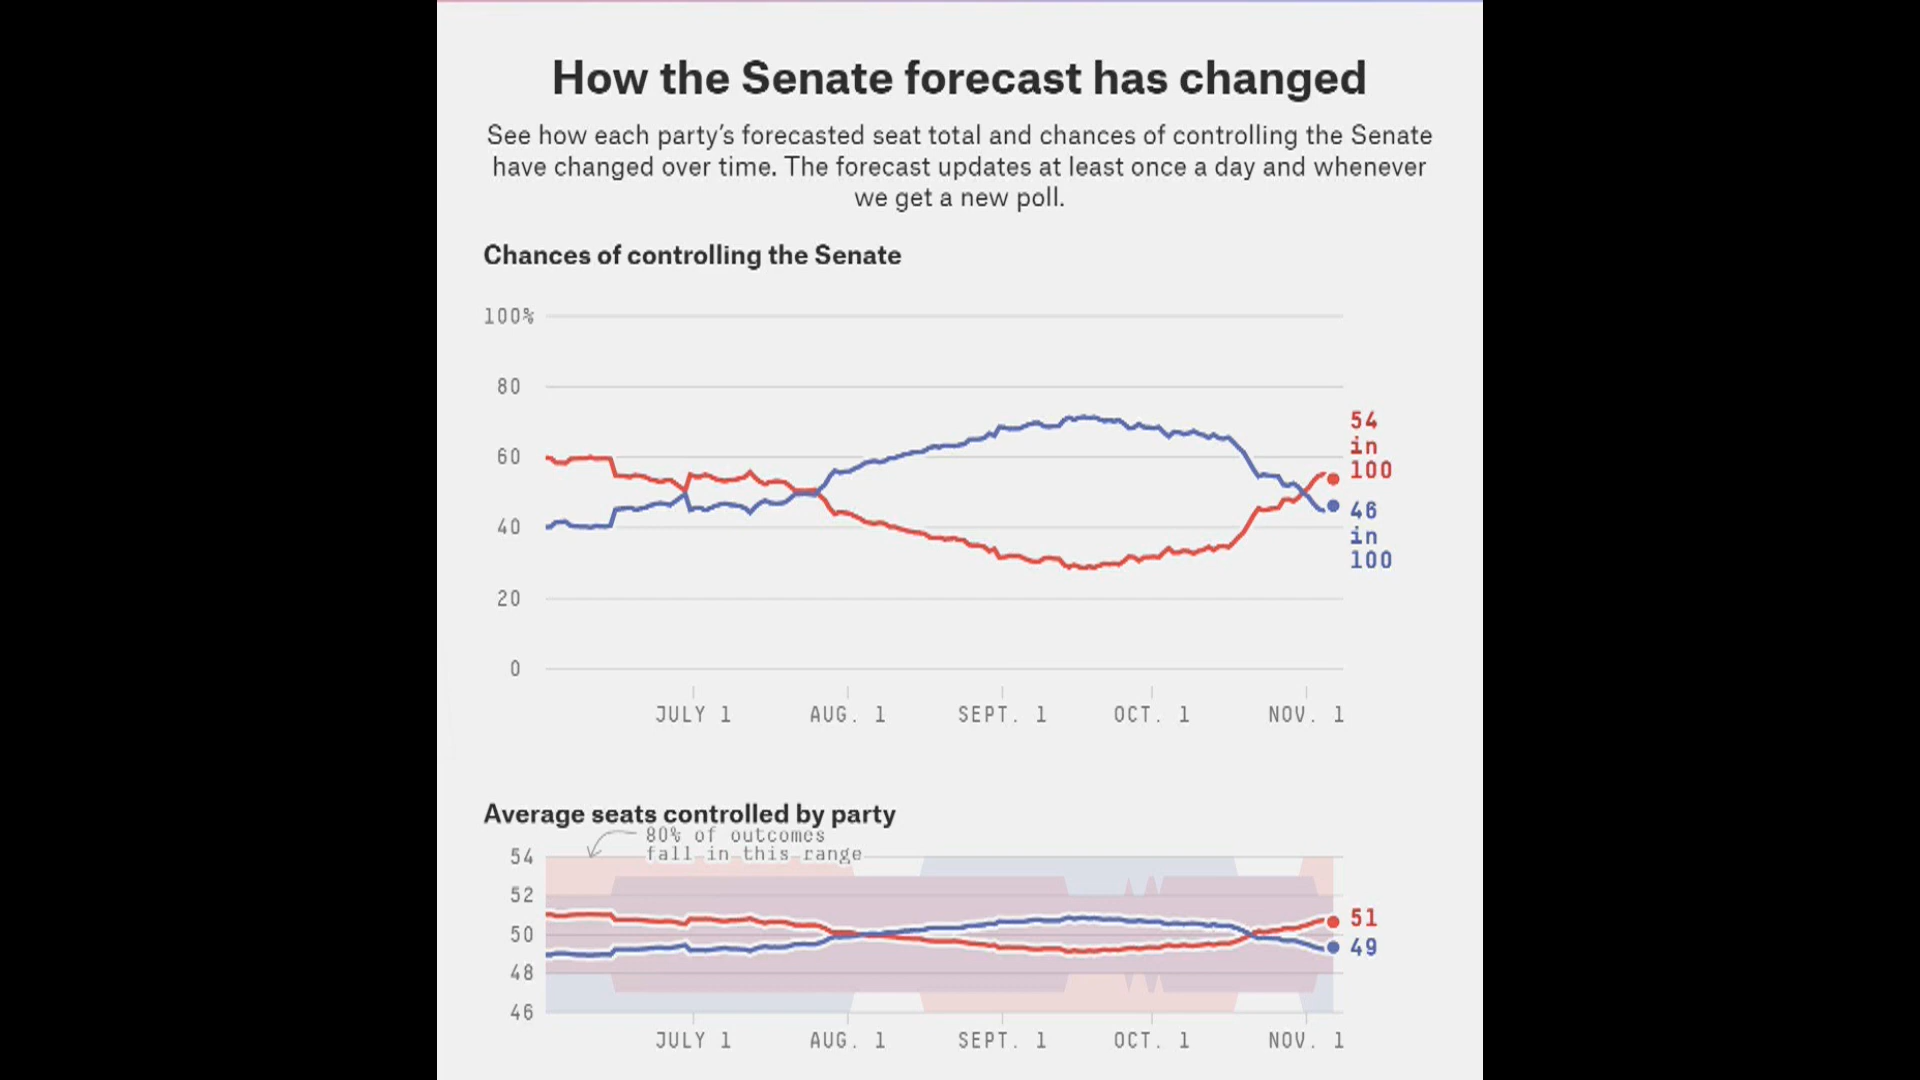 How the Senate forecast has changed
See how each party's forecasted seat total and chances of controlling the Senate
have changed over time. The forecast updates at least once a day and whenever
we get a new poll.
Chances of controlling the Senate
100%
80
60
40
20
0
54
in
100
46
in
100
JULY 1 AUG. 1 SEPT. 1 OCT. 1 NOV. 1
Average seats controlled by party
80% of outcomes
fall in this range
54
52
50
48
46
51
49
JULY 1 AUG. 1 SEPT. 1 OCT. 1 NOV. 1